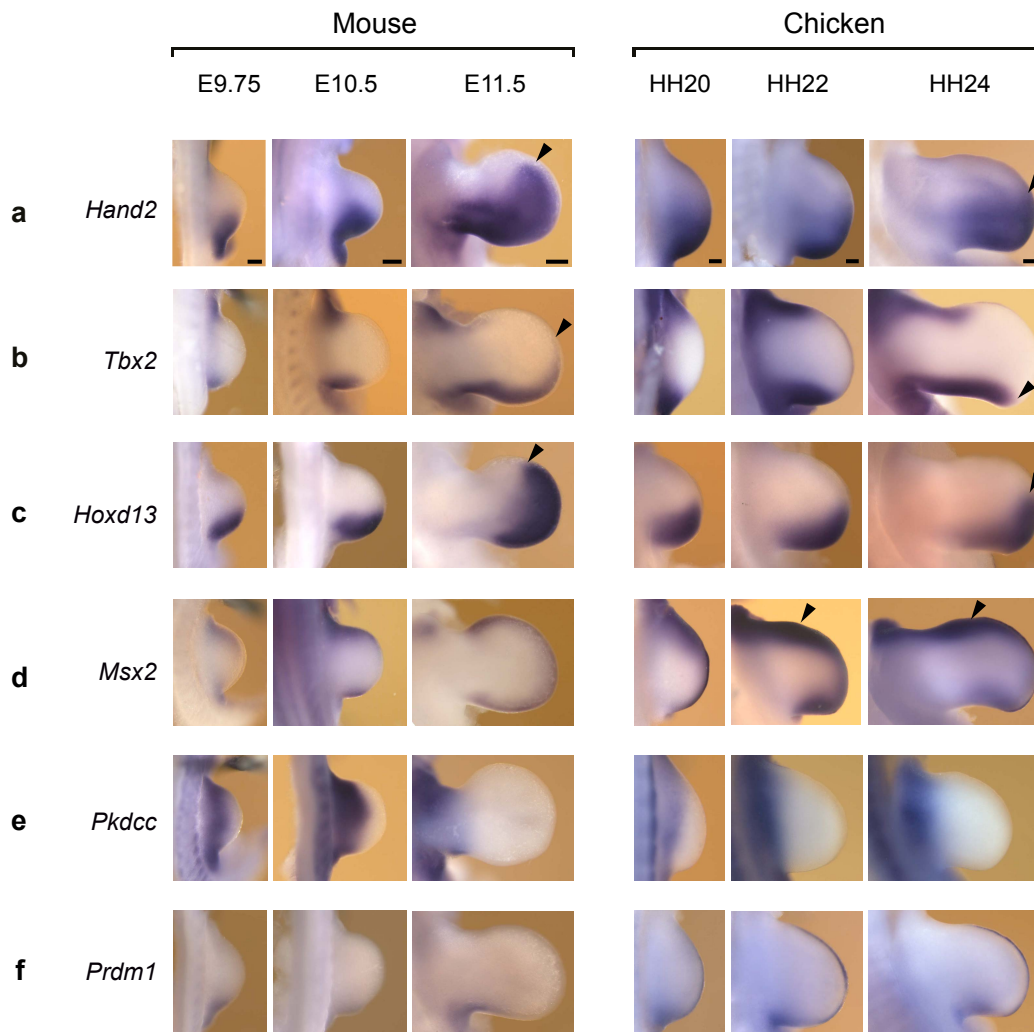 Mouse Chicken
E9.75 E10.5 E11.5 HH20 HH22 HH24
a Hand2
b Tbx2
c Hoxd13
d Msx2
e Pkdcc
f Prdm1